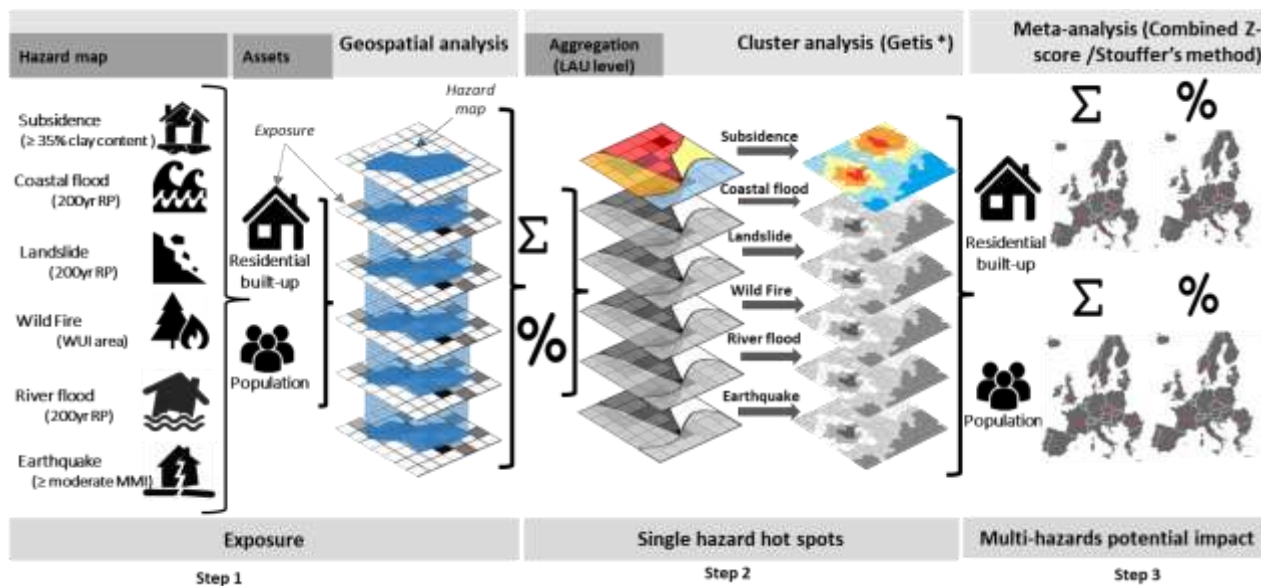 Hazard map
Assets
Geospatial analysis
Aggregation
(LAU level)
Cluster analysis (Getis *)
Meta-analysis (Combined Z-
score /Stouffer's method)
Subsidence
(≥ 35% clay content )
Coastal flood
(200yr RP)
Landslide
(200yr RP)
Wild Fire
(WUI area)
River flood
(200yr RP)
Earthquake
(≥ moderate MMI)
Exposure
Hazard
map
Residential
built-up
Population
Σ
%
Subsidence
Coastal flood
Landslide
Wild Fire
River flood
Earthquake
Σ
%
Residential
built-up
Σ
%
Population
Exposure
Single hazard hot spots
Multi-hazards potential impact
Step 1
Step 2
Step 3